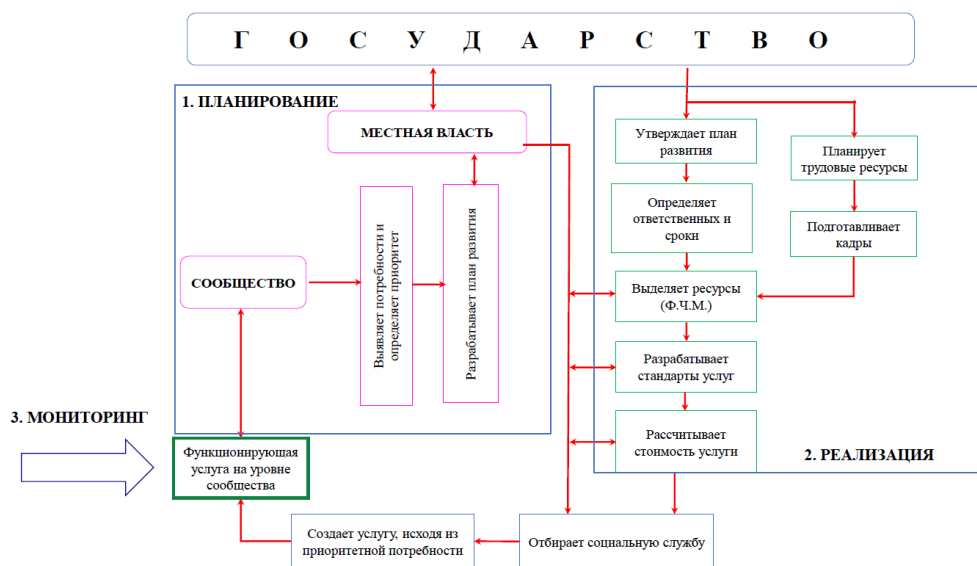 Г О С У Д А Р С Т В О
1. ПЛАНИРОВАНИЕ
МЕСТНАЯ ВЛАСТЬ
СООБЩЕСТВО
Выявляет потребности и
определяет приоритет
Разрабатывает план развития
Утверждает план
развития
Планирует
трудовые ресурсы
Определяет
ответственных и
сроки
Подготавливает
кадры
Выделяет ресурсы
(Ф.Ч.М.)
Разрабатывает
стандарты услуг
Рассчитывает
стоимость услуги
2. РЕАЛИЗАЦИЯ
3. МОНИТОРИНГ
Функционирующая
услуга на уровне
сообщества
Создает услугу, исходя из
приоритетной потребности
Отбирает социальную службу